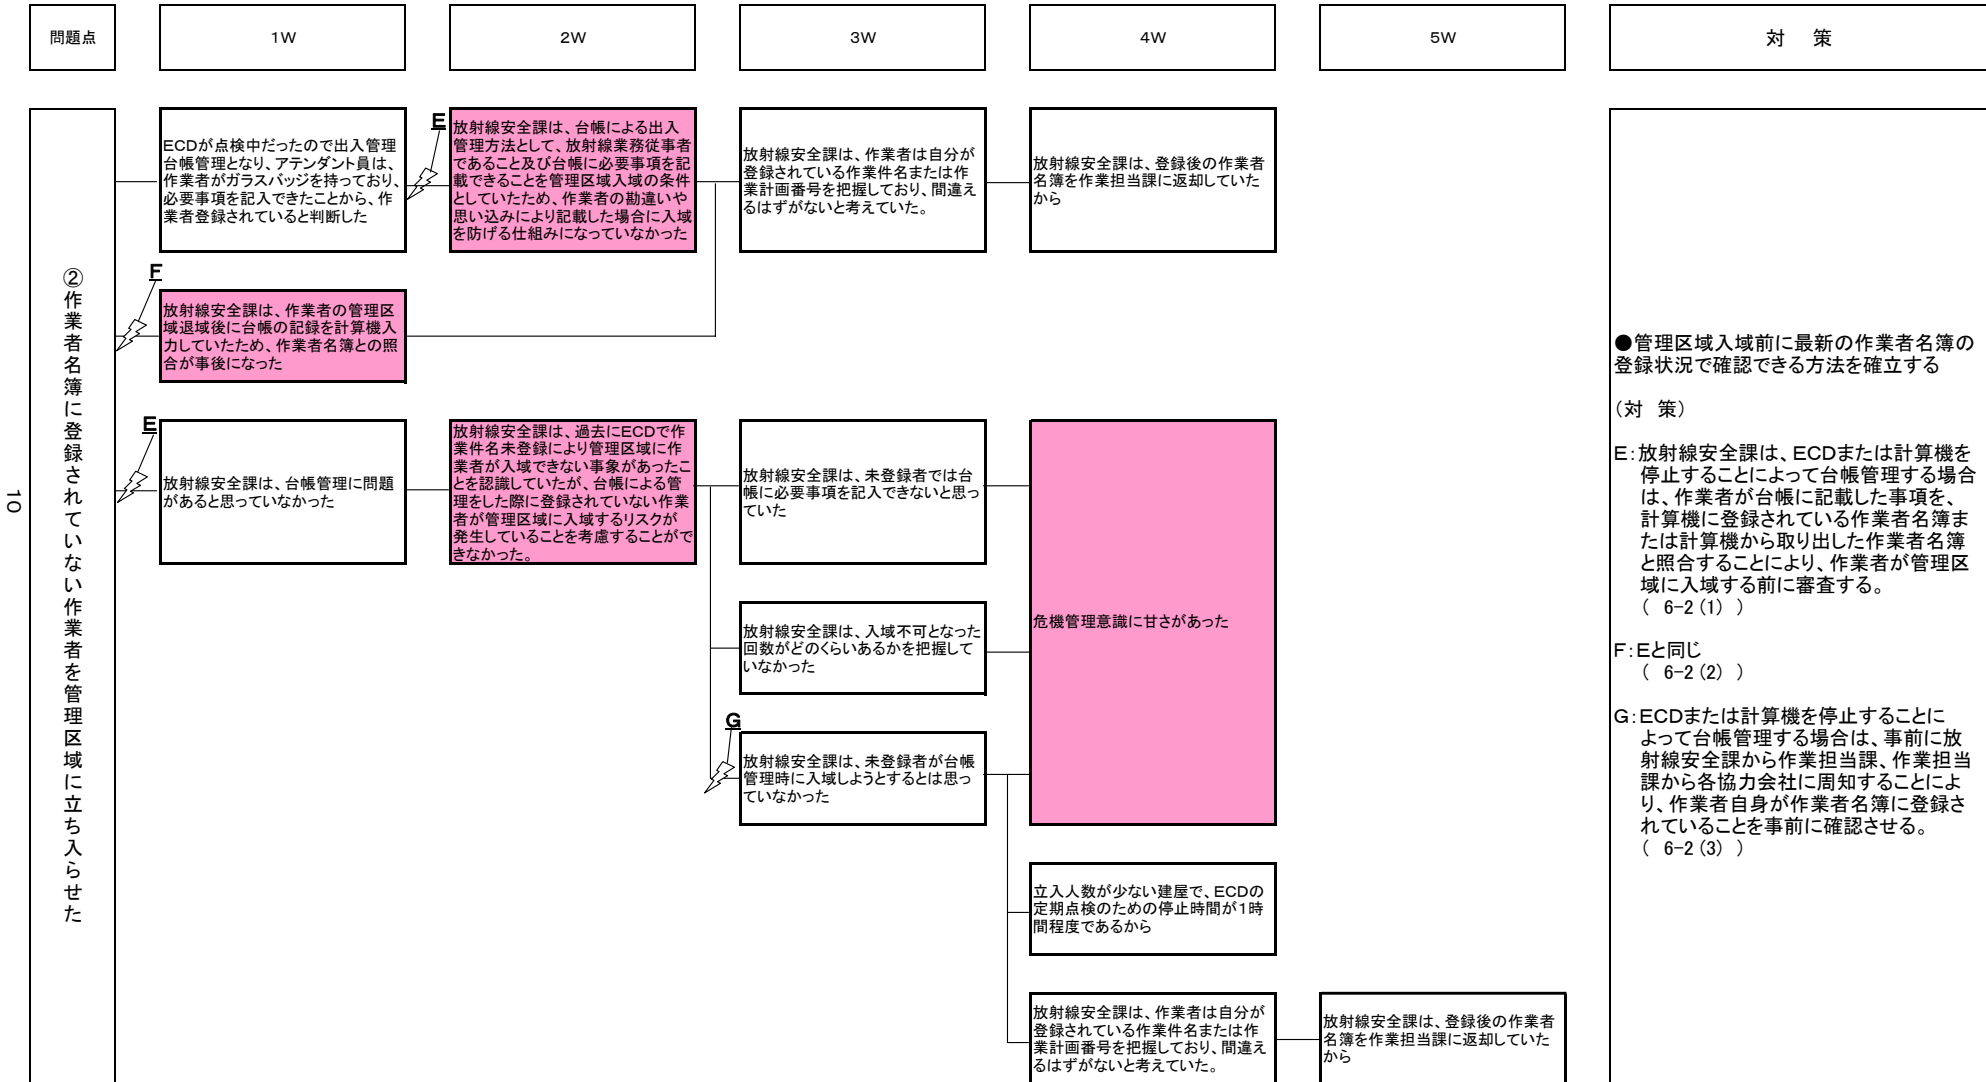 問題点
1W
2W
3W
4W
5W
対　策
②作業者名簿に登録されていない作業者を管理区域に立ち入らせた
ECDが点検中だったので出入管理
台帳管理となり、アテンダント員は、
作業者がガラスバッジを持っており、
必要事項を記入できたことから、作
業者登録されていると判断した
E
放射線安全課は、台帳による出入
管理方法として、放射線業務従事者
であること及び台帳に必要事項を記
載できることを管理区域入域の条件
としていたため、作業者の勘違いや
思い込みにより記載した場合に入域
を防げる仕組みになっていなかった
放射線安全課は、作業者は自分が
登録されている作業件名または作
業計画番号を把握しており、間違え
るはずがないと考えていた。
放射線安全課は、登録後の作業者
名簿を作業担当課に返却していた
から
F
放射線安全課は、作業者の管理区
域退域後に台帳の記録を計算機入
力していたため、作業者名簿との照
合が事後になった
E
放射線安全課は、台帳管理に問題
があると思っていなかった
放射線安全課は、過去にECDで作
業件名未登録により管理区域に作
業者が入域できない事象があったこ
とを認識していたが、台帳による管
理をした際に登録されていない作業
者が管理区域に入域するリスクが
発生していることを考慮することがで
きなかった。
放射線安全課は、未登録者では台
帳に必要事項を記入できないと思っ
ていた
放射線安全課は、入域不可となった
回数がどのくらいあるかを把握して
いなかった
G
放射線安全課は、未登録者が台帳
管理時に入域しようとするとは思っ
ていなかった
危機管理意識に甘さがあった
立入人数が少ない建屋で、ECDの
定期点検のための停止時間が1時
間程度であるから
放射線安全課は、作業者は自分が
登録されている作業件名または作
業計画番号を把握しており、間違え
るはずがないと考えていた。
放射線安全課は、登録後の作業者
名簿を作業担当課に返却していた
から
●管理区域入域前に最新の作業者名簿の
登録状況で確認できる方法を確立する
（対　策）
E：放射線安全課は、ECDまたは計算機を
停止することによって台帳管理する場合
は、作業者が台帳に記載した事項を、
計算機に登録されている作業者名簿ま
たは計算機から取り出した作業者名簿
と照合することにより、作業者が管理区
域に入域する前に審査する。
（ 6-2（1） ）
F：Eと同じ
（ 6-2（2） ）
G：ECDまたは計算機を停止することに
よって台帳管理する場合は、事前に放
射線安全課から作業担当課、作業担当
課から各協力会社に周知することによ
り、作業者自身が作業者名簿に登録さ
れていることを事前に確認させる。
（ 6-2（3） ）
10